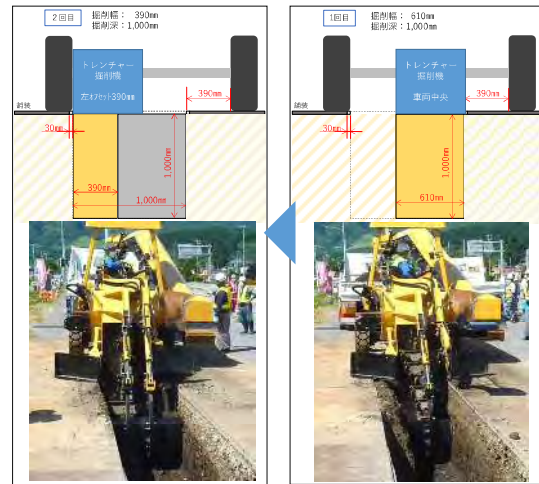 2回目
掘削幅： 390mm
掘削深：1,000mm
トレンチャー
掘削機
左オフセット390mm
390mm
舗装
30mm
1,000mm
390mm
1,000mm
1回目
掘削幅： 610mm
掘削深：1,000mm
トレンチャー
掘削機
車両中央
390mm
舗装
30mm
1,000mm
610mm